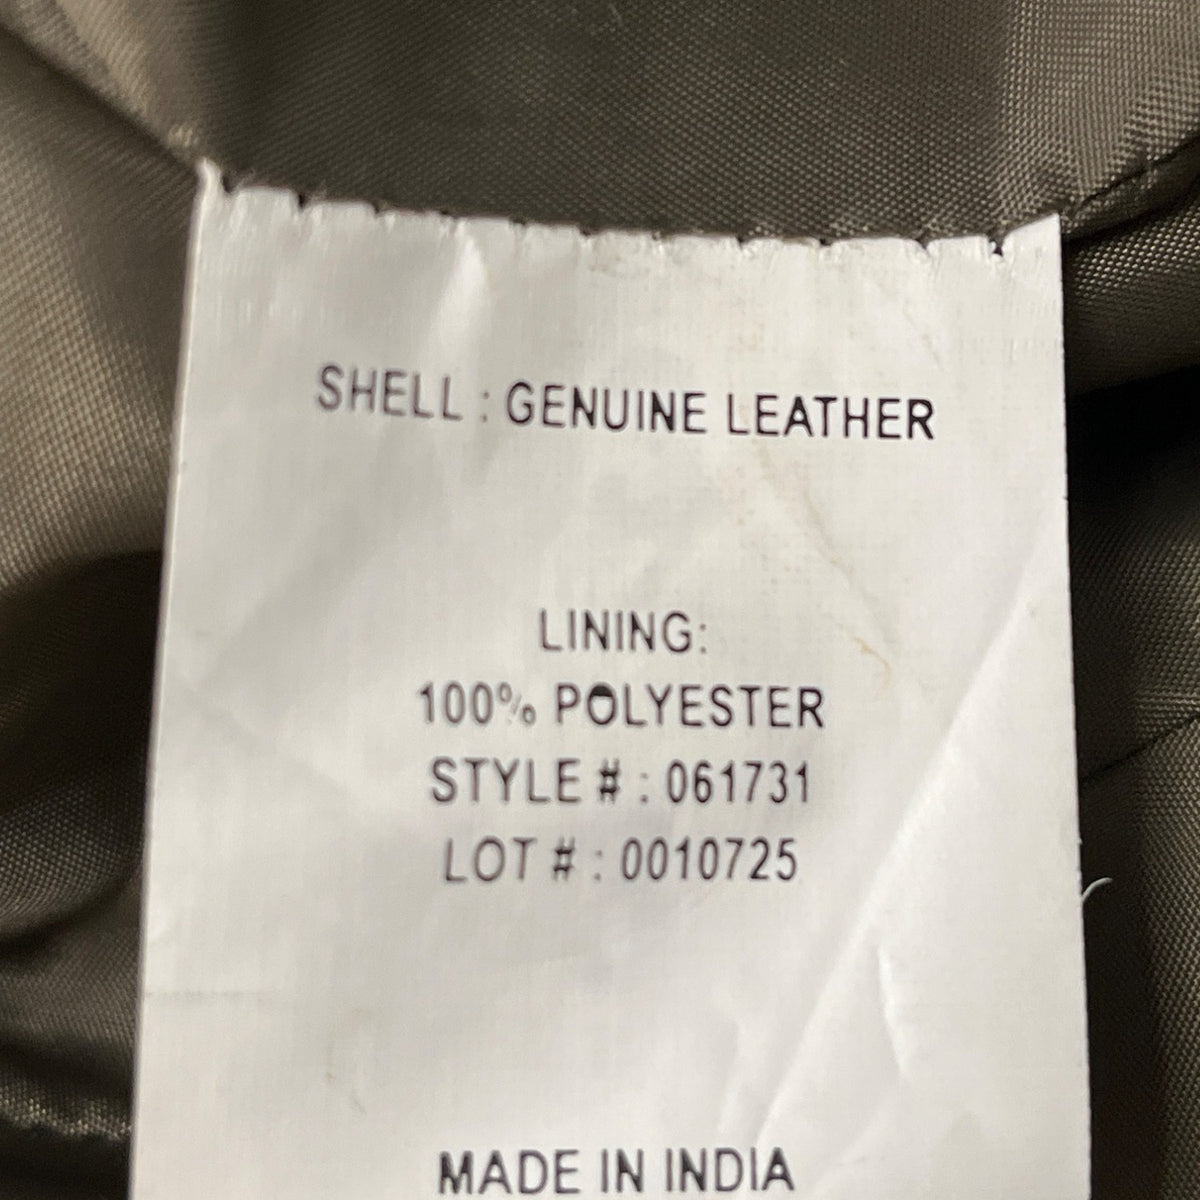 SHELL : GENUINE LEATHER
LINING:
100% POLYESTER
STYLE # : 061731
LOT # : 0010725
MADE IN INDIA